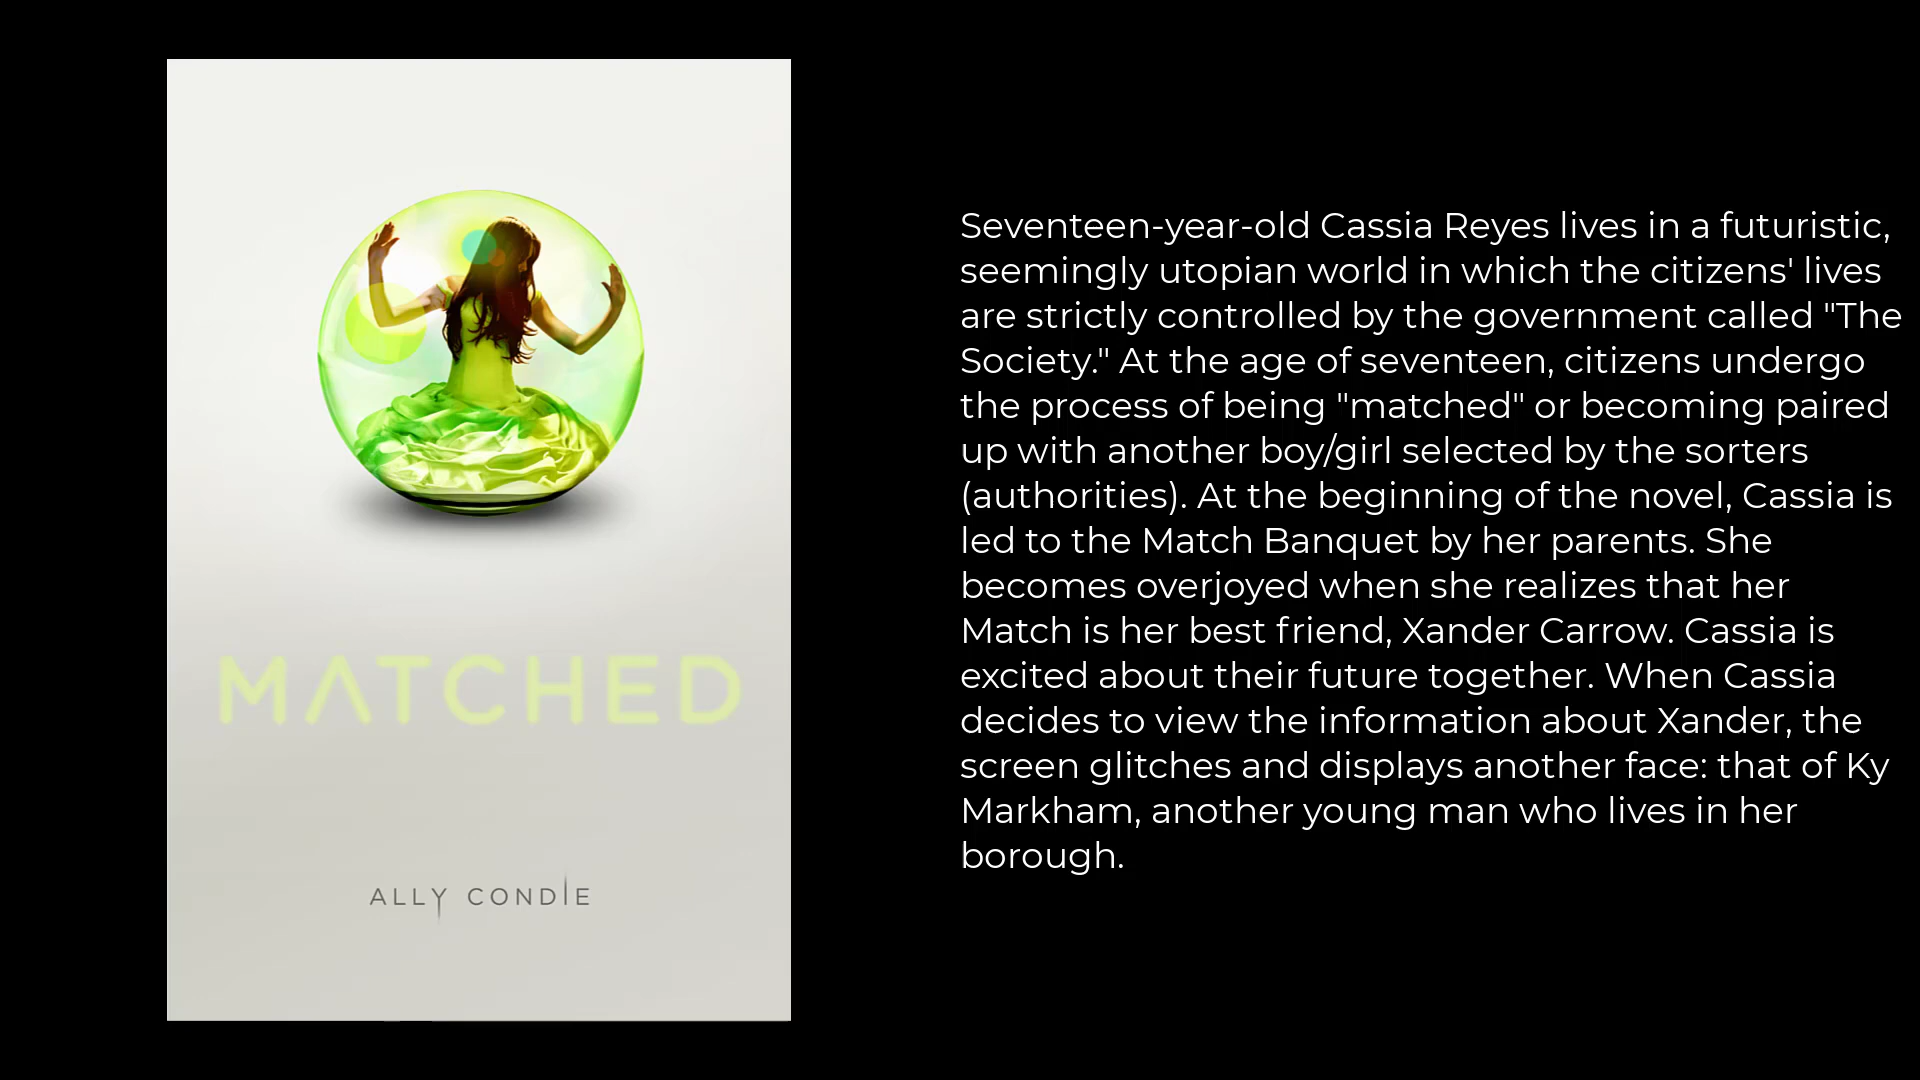 MATCHED
ALLY CONDIE
Seventeen-year-old Cassia Reyes lives in a futuristic,
seemingly utopian world in which the citizens' lives
are strictly controlled by the government called "The
Society." At the age of seventeen, citizens undergo
the process of being "matched" or becoming paired
up with another boy/girl selected by the sorters
(authorities). At the beginning of the novel, Cassia is
led to the Match Banquet by her parents. She
becomes overjoyed when she realizes that her
Match is her best friend, Xander Carrow. Cassia is
excited about their future together. When Cassia
decides to view the information about Xander, the
screen glitches and displays another face: that of Ky
Markham, another young man who lives in her
borough.